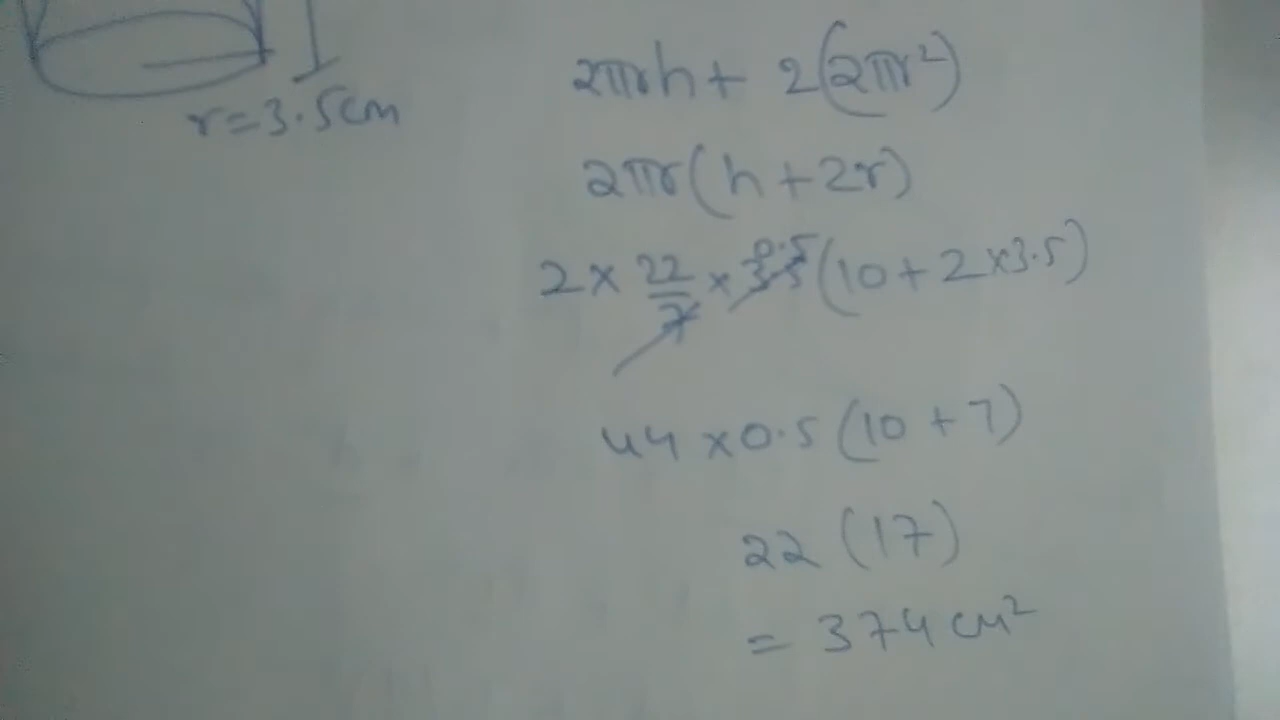 r=3.5cm
2πrh + 2(2πr²)
2πr(h+2r)
2 × 22/7 × 3.5 0.5 (10+2×3.5)
44 ×0.5 (10+7)
22 (17)
= 374 cm²